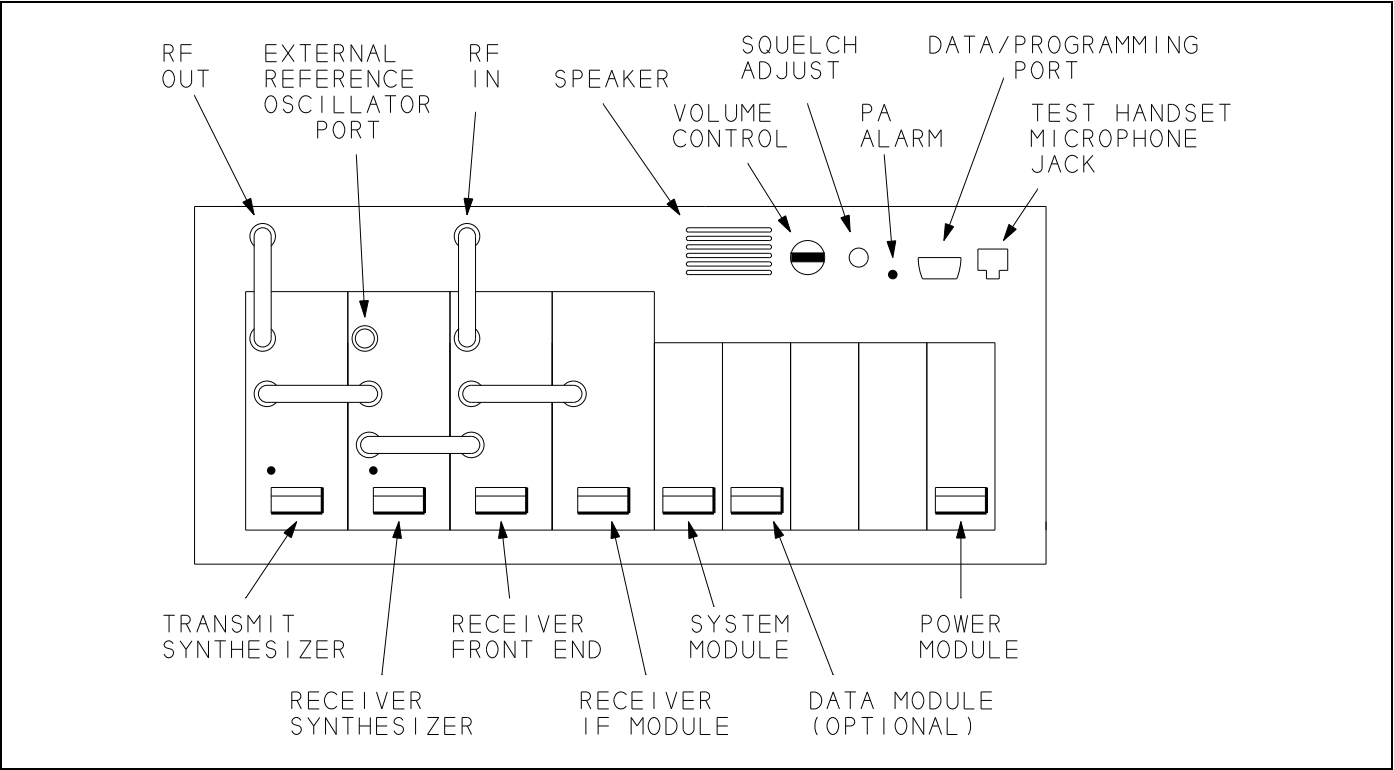 RF
OUT
EXTERNAL
REFERENCE
OSCILLATOR
PORT
RF
IN
SPEAKER
SQUELCH
ADJUST
VOLUME
CONTROL
PA
ALARM
DATA/PROGRAMMING
PORT
TEST HANDSET
MICROPHONE
JACK
TRANSMIT
SYNTHESIZER
RECEIVER
SYNTHESIZER
RECEIVER
FRONT END
RECEIVER
IF MODULE
SYSTEM
MODULE
DATA MODULE
(OPTIONAL)
POWER
MODULE